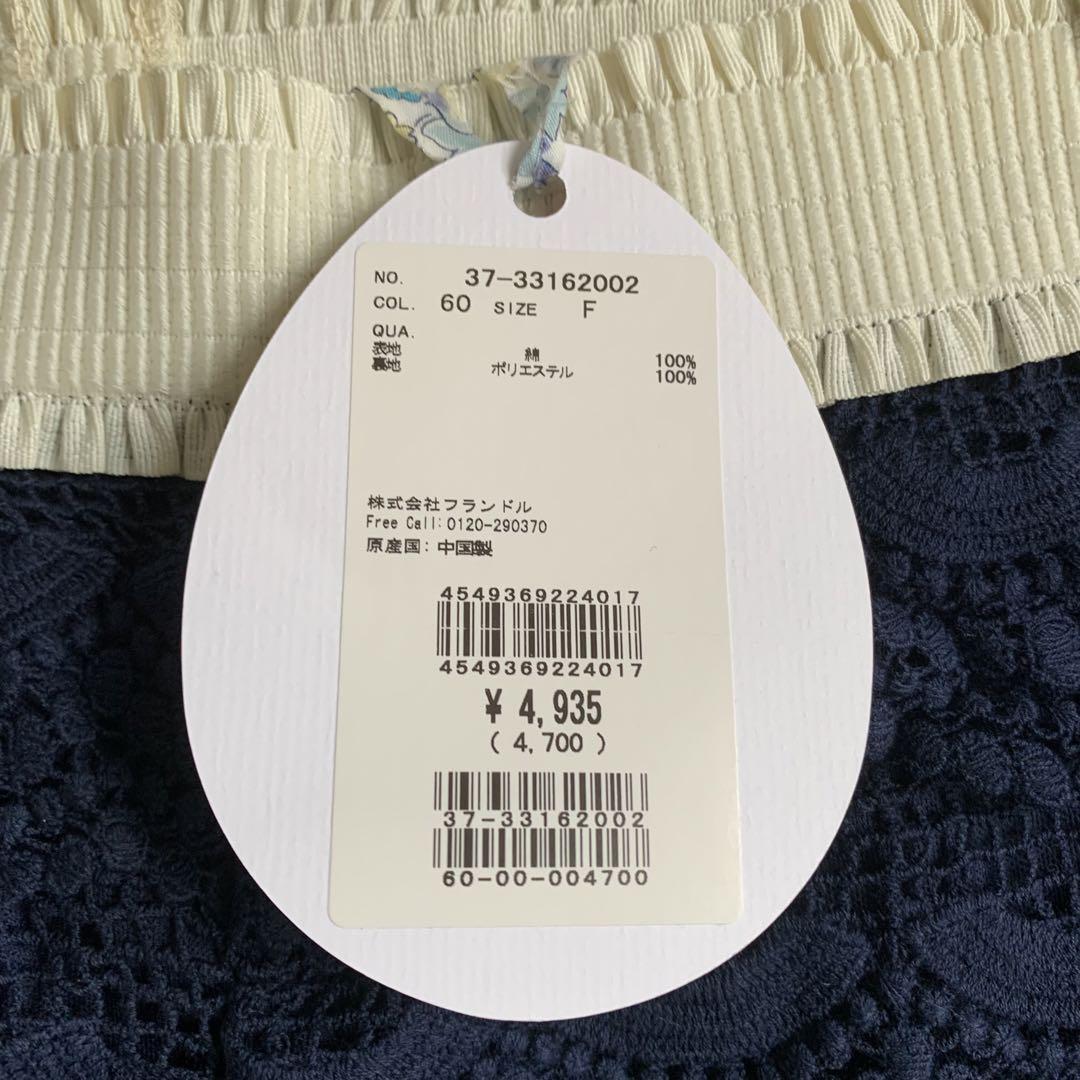 NO. 37-33162002
COL. 60 SIZE F
QUA.
表地 綿 100%
裏地 ポリエステル 100%
株式会社フランドル
Free Call:0120-290370
原産国:中国製
4549369224017
4549369224017
¥ 4,935
( 4,700 )
37-33162002
60-00-004700